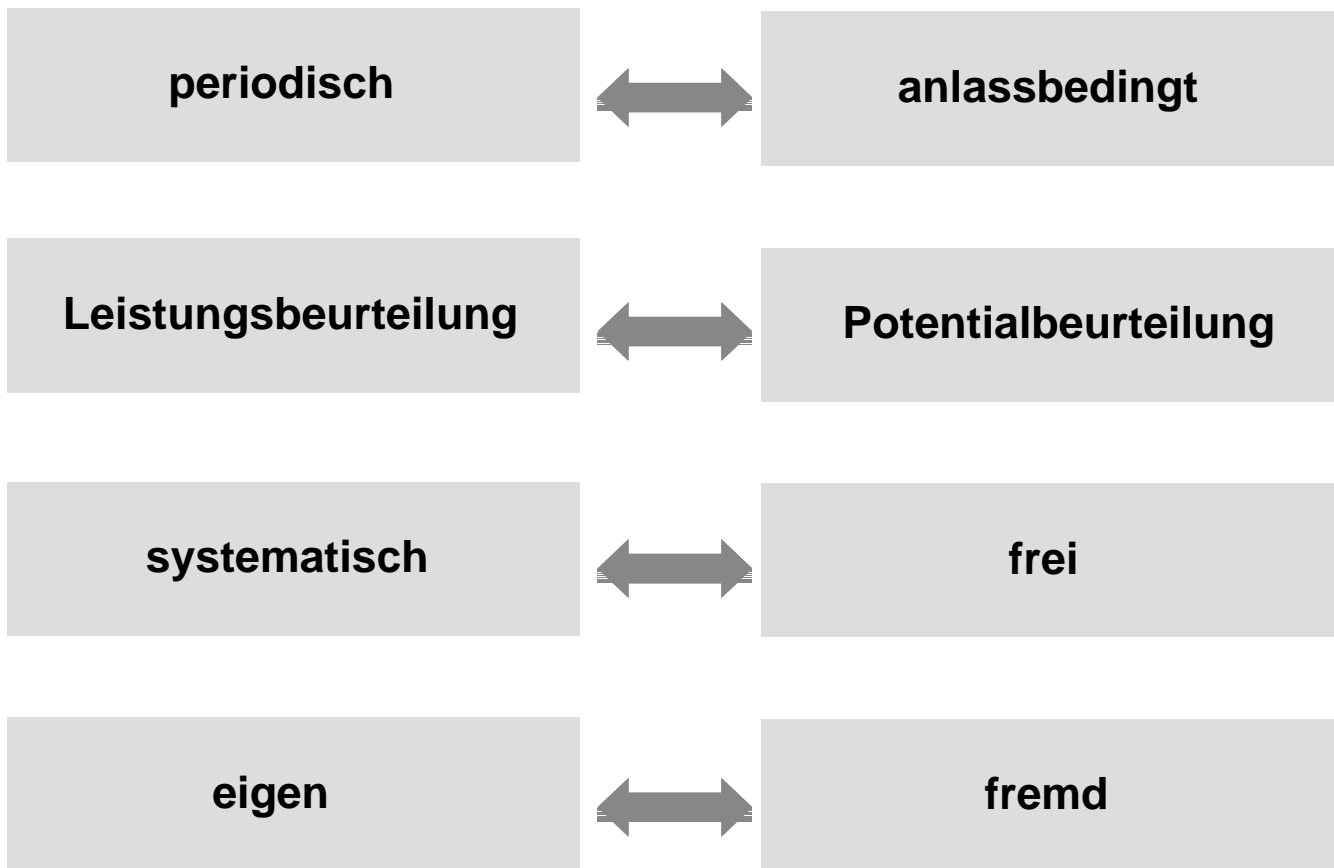 periodisch
anlassbedingt
Leistungsbeurteilung
Potentialbeurteilung
systematisch
frei
eigen
fremd